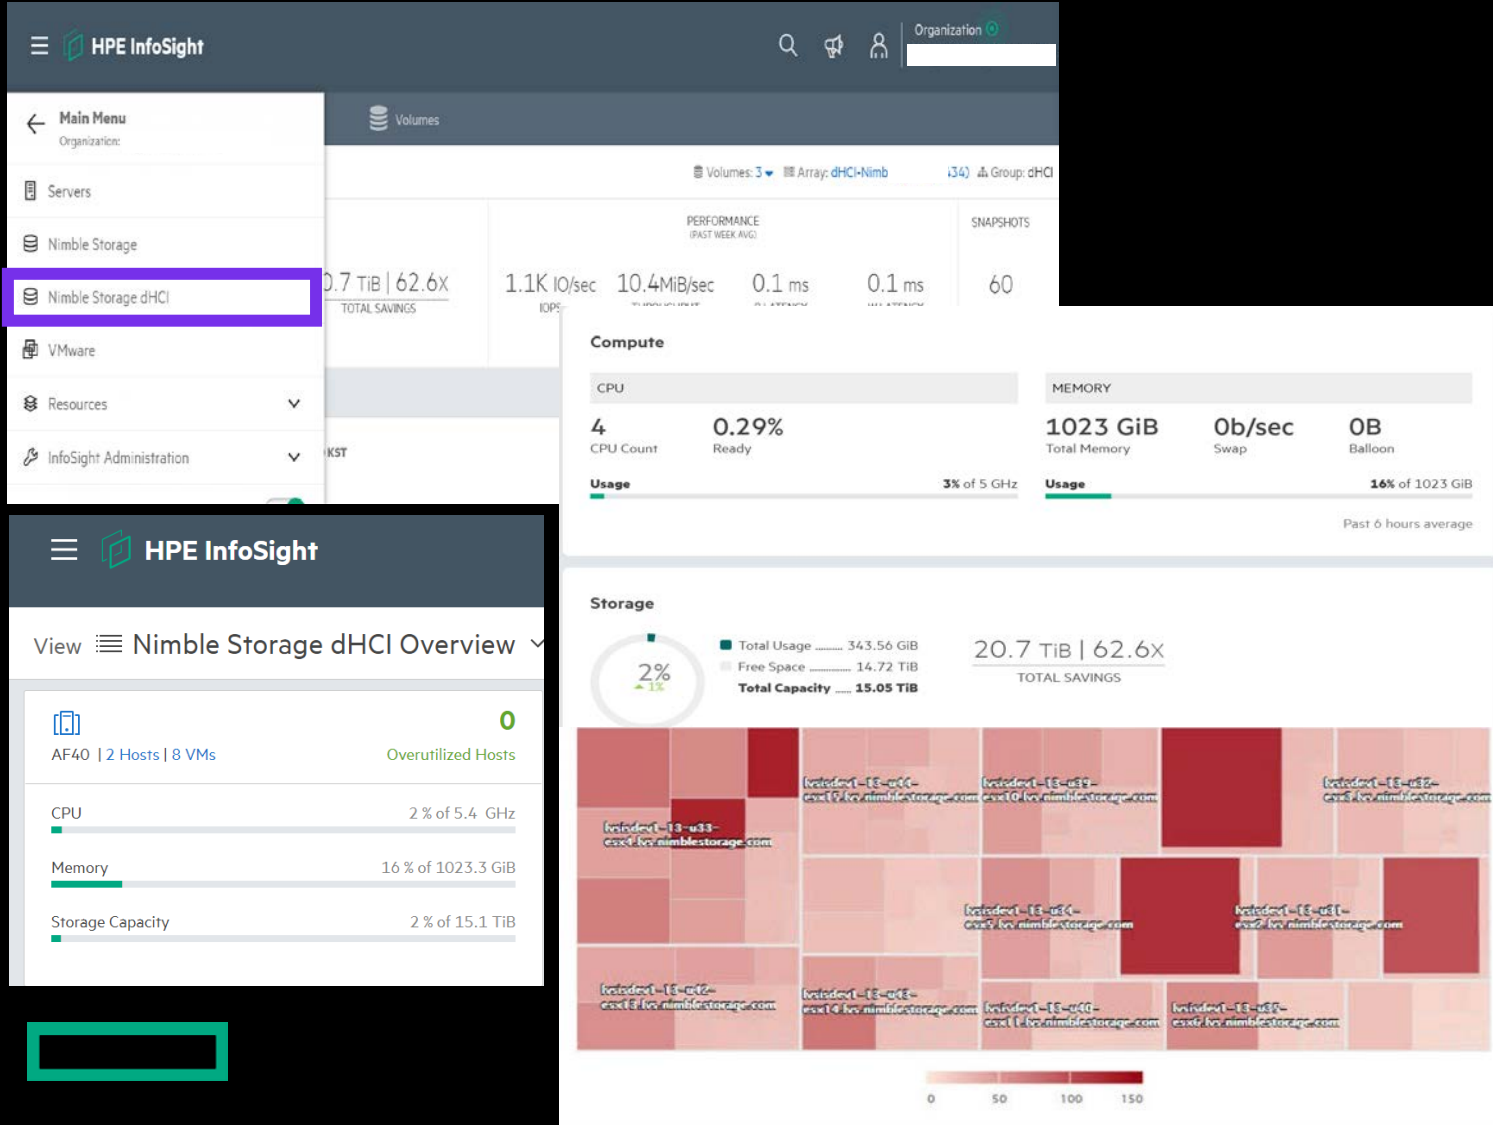 HPE InfoSight
Organization
Main Menu
Organization:
Servers
Nimble Storage
Nimble Storage dHCI
VMware
Resources
InfoSight Administration
Volumes
Volumes: 3 Array: dHCI-Nimb 434) Group: dHCI
PERFORMANCE
(PAST WEEK AVG)
SNAPSHOTS
0.7 TiB | 62.6X
TOTAL SAVINGS
1.1K IO/sec 10.4MiB/sec 0.1 ms 0.1 ms
60
IOPS
KST
Compute
CPU
4 0.29%
CPU Count Ready
Usage 3% of 5 GHz
MEMORY
1023 GiB 0b/sec 0B
Total Memory Swap Balloon
Usage 16% of 1023 GiB
Past 6 hours average
Storage
2%
1%
Total Usage ......... 343.56 GiB
Free Space ............. 14.72 TiB
Total Capacity ...... 15.05 TiB
20.7 TiB | 62.6X
TOTAL SAVINGS
HPE InfoSight
View Nimble Storage dHCI Overview
0
AF40 | 2 Hosts | 8 VMs Overutilized Hosts
CPU 2 % of 5.4 GHz
Memory 16 % of 1023.3 GiB
Storage Capacity 2 % of 15.1 TiB
0 50 100 150